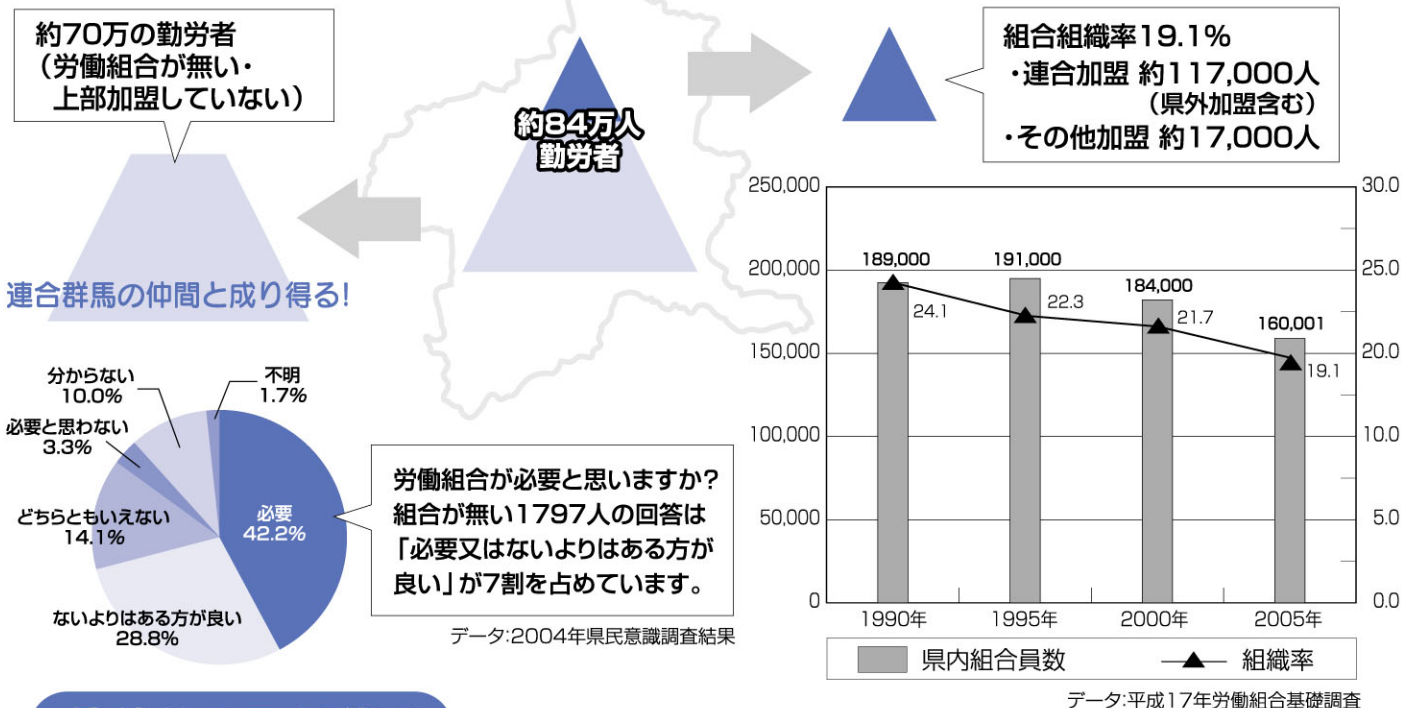 約70万の勤労者
（労働組合が無い・
上部加盟していない）
約84万人
勤労者
組合組織率19.1%
・連合加盟 約117,000人
（県外加盟含む）
・その他加盟 約17,000人
連合群馬の仲間と成り得る!
分からない
10.0%
不明
1.7%
必要と思わない
3.3%
どちらともいえない
14.1%
必要
42.2%
ないよりはある方が良い
28.8%
労働組合が必要と思いますか?
組合が無い1797人の回答は
「必要又はないよりはある方が
良い」が7割を占めています。
データ:2004年県民意識調査結果
250,000
200,000
150,000
100,000
50,000
0
30.0
25.0
20.0
10.0
5.0
0.0
189,000
191,000
184,000
160,001
24.1
22.3
21.7
19.1
1990年
1995年
2000年
2005年
県内組合員数
組織率
データ:平成17年労働組合基礎調査